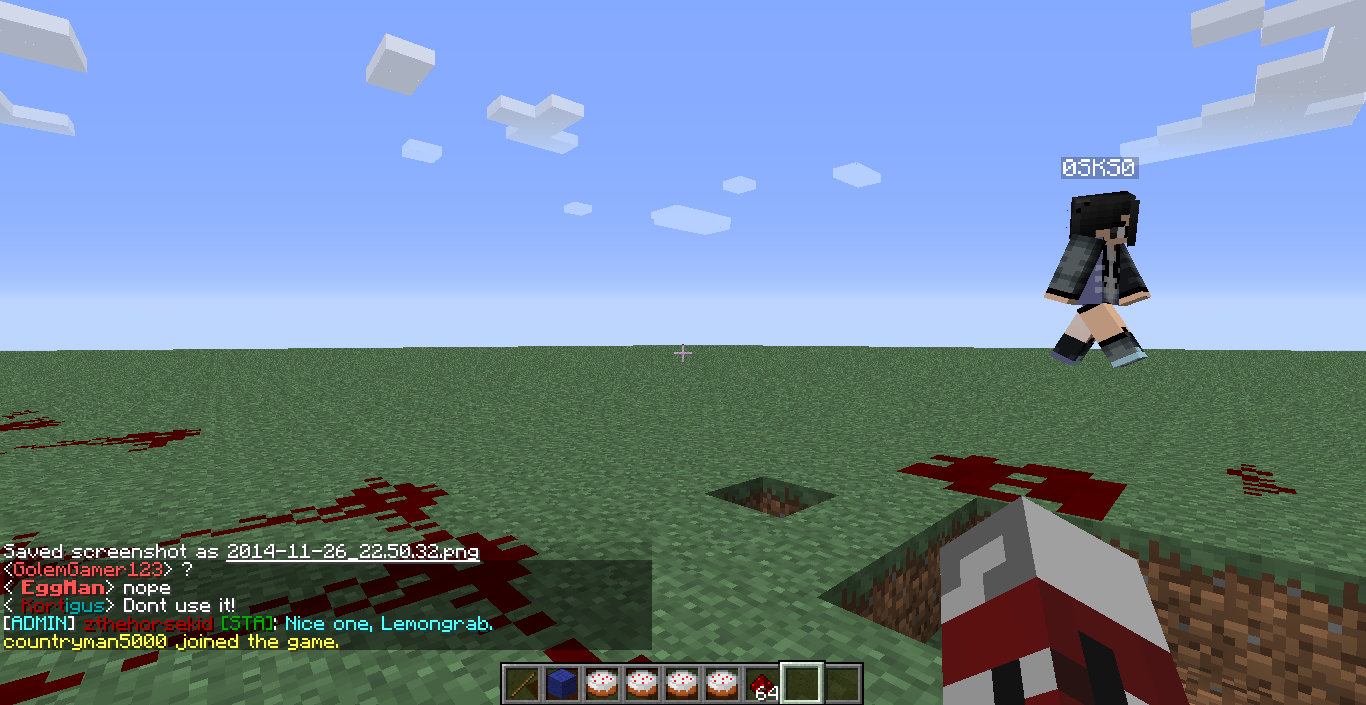 0SKS0
Saved screenshot as 2014-11-26_22.50.32.png
<GolemGamer123> ?
< EggMan> nope
< Kortigus> Dont use it!
[ADMIN] zthehorsekid [STA]: Nice one, Lemongrab.
countryman5000 joined the game.
64